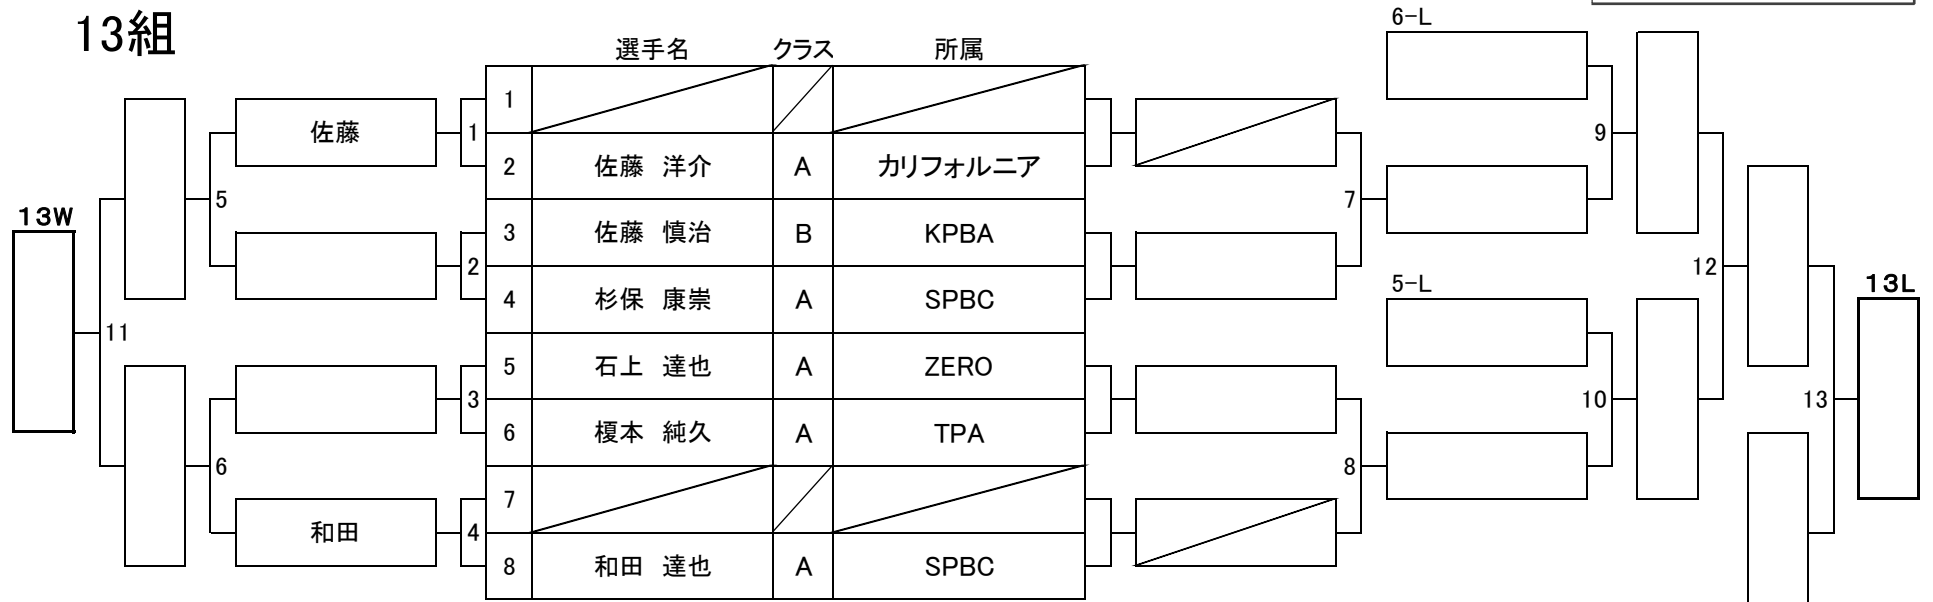 13組
6-L
選手名 クラス 所属
1
佐藤 1 9
2 佐藤　洋介 A カリフォルニア
5 7
13W 3 佐藤　慎治 B KPBA
2 12
5-L 13L
4 杉保　康崇 A SPBC
11
5 石上　達也 A ZERO
3 10 13
6 榎本　純久 A TPA
6 8
7
和田 4
8 和田　達也 A SPBC